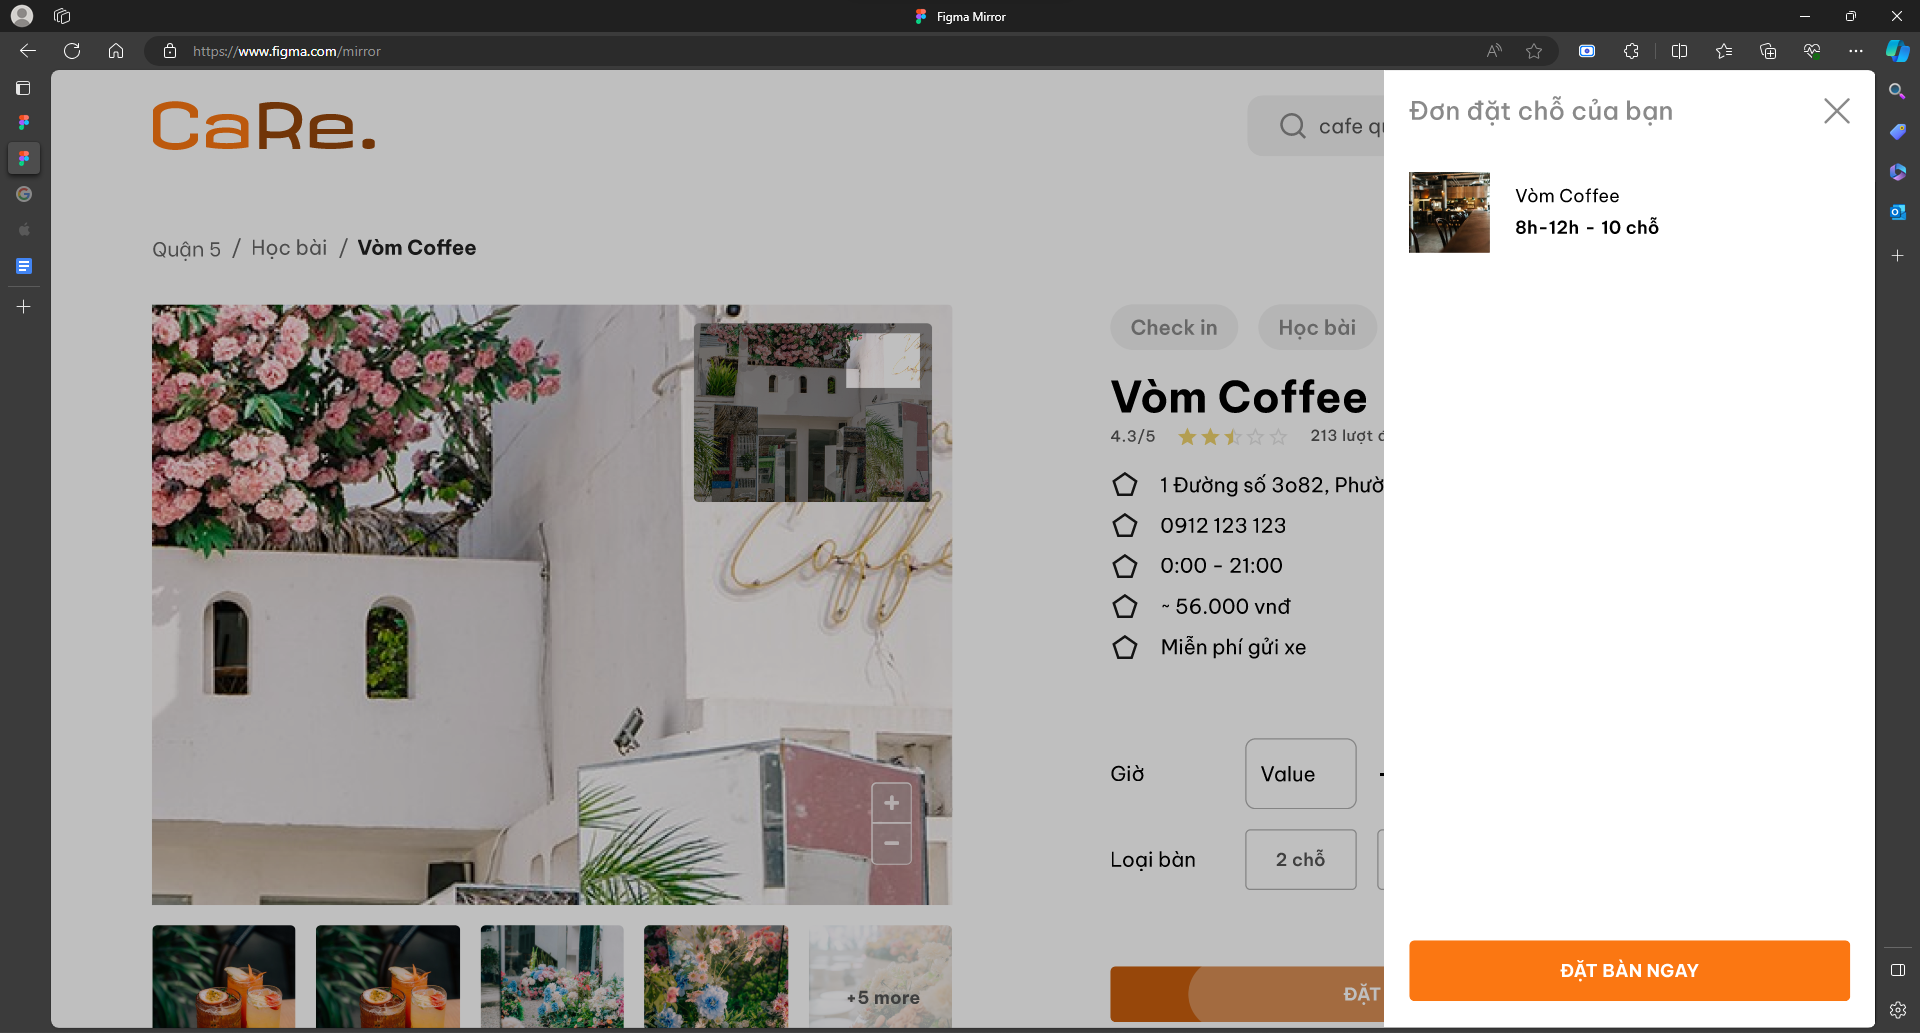 Figma Mirror
https://www.figma.com/mirror
CaRe.
cafe qu
Đơn đặt chỗ của bạn
Vòm Coffee
8h-12h - 10 chỗ
Quận 5 / Học bài / Vòm Coffee
Coffe
Check in
Học bài
Vòm Coffee
4.3/5
213 lượt
1 Đường số 3o82, Phườ
0912 123 123
0:00 - 21:00
~ 56.000 vnđ
Miễn phí gửi xe
Giờ
Value
-
Loại bàn
2 chỗ
+5 more
ĐẶT
ĐẶT BÀN NGAY